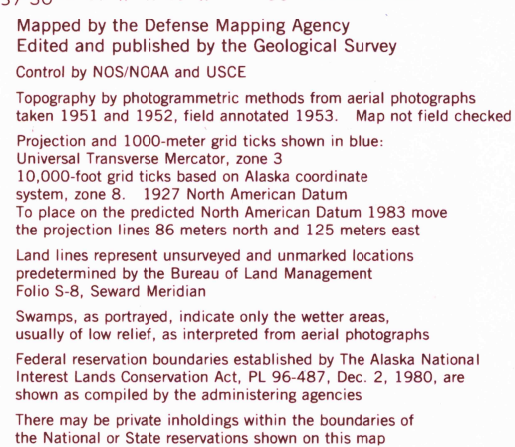 Mapped by the Defense Mapping Agency
Edited and published by the Geological Survey
Control by NOS/NOAA and USCE
Topography by photogrammetric methods from aerial photographs
taken 1951 and 1952, field annotated 1953. Map not field checked
Projection and 1000-meter grid ticks shown in blue:
Universal Transverse Mercator, zone 3
10,000-foot grid ticks based on Alaska coordinate
system, zone 8. 1927 North American Datum
To place on the predicted North American Datum 1983 move
the projection lines 86 meters north and 125 meters east
Land lines represent unsurveyed and unmarked locations
predetermined by the Bureau of Land Management
Folio S-8, Seward Meridian
Swamps, as portrayed, indicate only the wetter areas,
usually of low relief, as interpreted from aerial photographs
Federal reservation boundaries established by The Alaska National
Interest Lands Conservation Act, PL 96-487, Dec. 2, 1980, are
shown as compiled by the administering agencies
There may be private inholdings within the boundaries of
the National or State reservations shown on this map